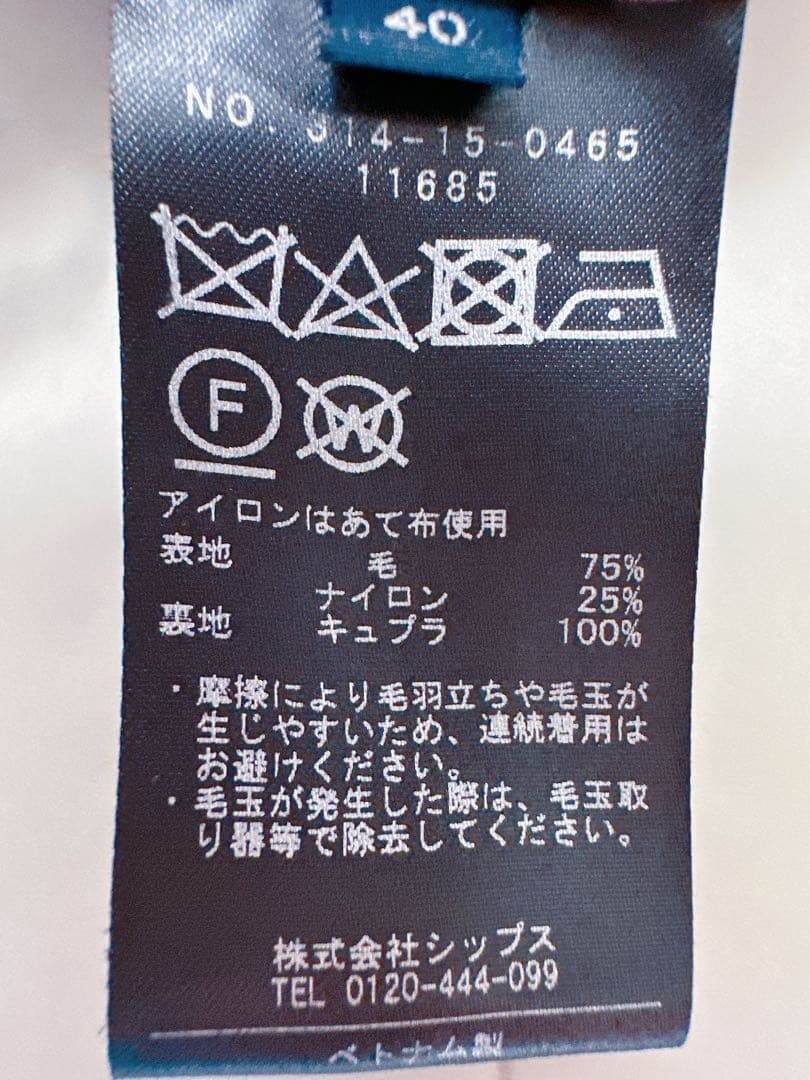 40
NO. 314-15-0465
11685
F
W
アイロンはあて布使用
表地 毛 75%
ナイロン 25%
裏地 キュプラ 100%
・摩擦により毛羽立ちや毛玉が
生じやすいため、連続着用は
お避けください。
・毛玉が発生した際は、毛玉取
り器等で除去してください。
株式会社シップス
TEL 0120-444-099
ベトナム製